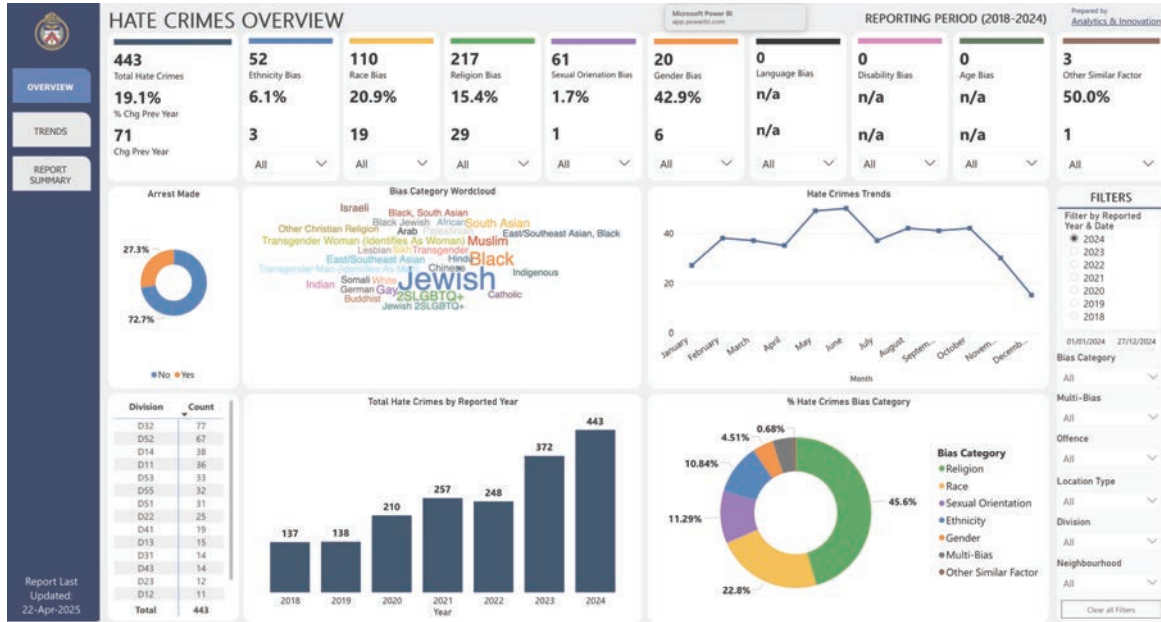 HATE CRIMES OVERVIEW
Microsoft Power BI
app.powerbi.com
REPORTING PERIOD (2018-2024)
Prepared by
Analytics & Innovation
OVERVIEW
TRENDS
REPORT
SUMMARY
Report Last
Updated:
22-Apr-2025
443
Total Hate Crimes
19.1%
% Chg Prev Year
71
Chg Prev Year
52
Ethnicity Bias
6.1%
3
All
110
Race Bias
20.9%
19
All
217
Religion Bias
15.4%
29
All
61
Sexual Orienation Bias
1.7%
1
All
20
Gender Bias
42.9%
6
All
0
Language Bias
n/a
n/a
All
0
Disability Bias
n/a
n/a
All
0
Age Bias
n/a
n/a
All
3
Other Similar Factor
50.0%
1
All
Arrest Made
27.3%
72.7%
No Yes
Bias Category Wordcloud
Israeli
Black, South Asian
Black Jewish African South Asian
Other Christian Religion Arab Palestinian East/Southeast Asian, Black
Transgender Woman (Identifies As Woman) Muslim
Lesbian Sikh Transgender
East/Southeast Asian Hindu Black
Transgender Man (Identifies As Man) Chinese Jewish Indigenous
Somali White
Indian German Gay Catholic
Buddhist 2SLGBTQ+
Jewish 2SLGBTQ+
Hate Crimes Trends
40
20
0
January February March April May June July August Septem... October Novem... Decemb...
Month
FILTERS
Filter by Reported
Year & Date
2024
2023
2022
2021
2020
2019
2018
01/01/2024 27/12/2024
Bias Category
All
Multi-Bias
All
Offence
All
Location Type
All
Division
All
Neighbourhood
All
Clear all Filters
Division Count
D32 77
D52 67
D14 38
D11 36
D53 33
D55 32
D51 31
D22 25
D41 19
D13 15
D31 14
D43 14
D23 12
D12 11
Total 443
Total Hate Crimes by Reported Year
137
138
210
257
248
372
443
2018 2019 2020 2021 2022 2023 2024
Year
% Hate Crimes Bias Category
0.68%
4.51%
10.84%
11.29%
22.8%
45.6%
Bias Category
Religion
Race
Sexual Orientation
Ethnicity
Gender
Multi-Bias
Other Similar Factor